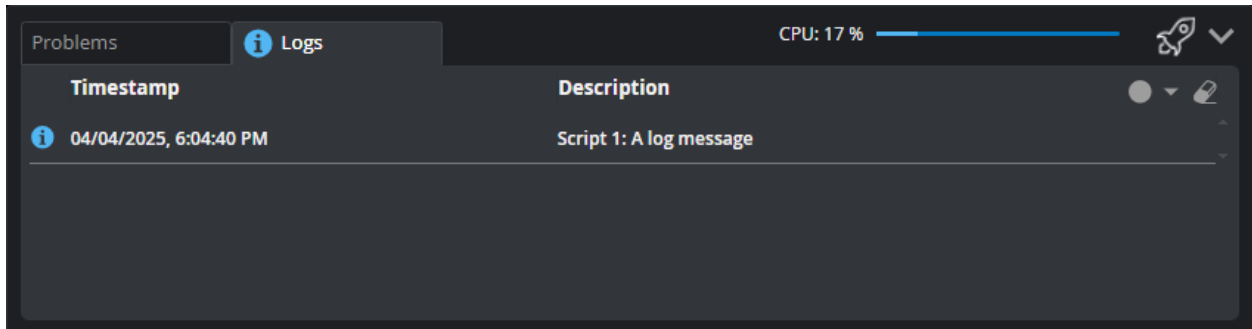 Problems
Logs
CPU: 17 %
Timestamp
Description
04/04/2025, 6:04:40 PM
Script 1: A log message